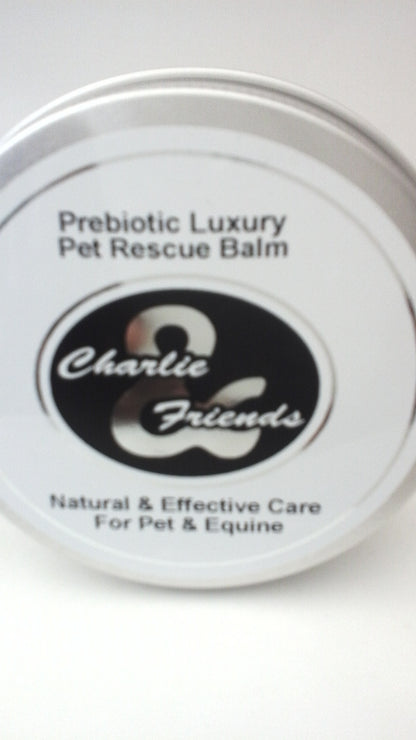 Prebiotic Luxury
Pet Rescue Balm
Charlie
&
Friends
Natural & Effective Care
For Pet & Equine